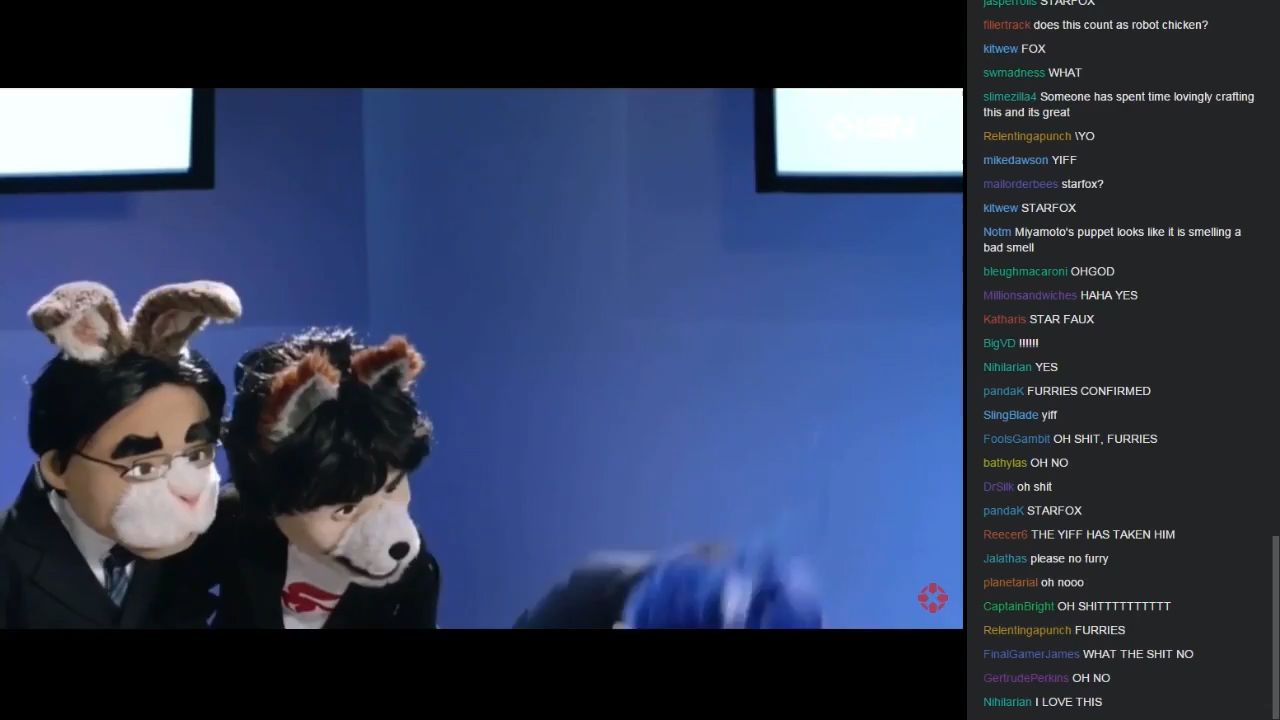 IGN
jasperrolls STARFOX
fillertrack does this count as robot chicken?
kitwew FOX
swmadness WHAT
slimezilla4 Someone has spent time lovingly crafting
this and its great
Relentingapunch \YO
mikedawson YIFF
mailorderbees starfox?
kitwew STARFOX
Notm Miyamoto's puppet looks like it is smelling a
bad smell
bleughmacaroni OHGOD
Millionsandwiches HAHA YES
Katharis STAR FAUX
BigVD !!!!!!
Nihilarian YES
pandaK FURRIES CONFIRMED
SlingBlade yiff
FoolsGambit OH SHIT, FURRIES
bathylas OH NO
DrSilk oh shit
pandaK STARFOX
Reecer6 THE YIFF HAS TAKEN HIM
Jalathas please no furry
planetarial oh nooo
CaptainBright OH SHITTTTTTTTTT
Relentingapunch FURRIES
FinalGamerJames WHAT THE SHIT NO
GertrudePerkins OH NO
Nihilarian I LOVE THIS